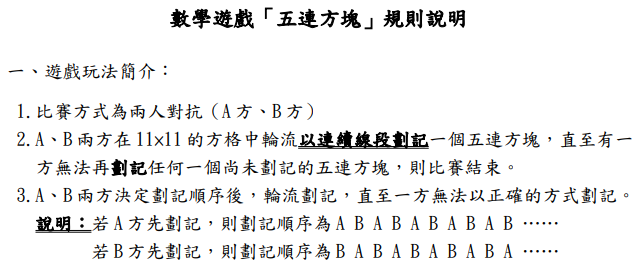 數學遊戲「五連方塊」規則說明
一、遊戲玩法簡介：
1.比賽方式為兩人對抗（A方、B方）
2.A、B兩方在11×11的方格中輪流以連續線段劃記一個五連方塊，直至有一
方無法再劃記任何一個尚未劃記的五連方塊，則比賽結束。
3.A、B兩方決定劃記順序後，輪流劃記，直至一方無法以正確的方式劃記。
說明：若A方先劃記，則劃記順序為A B A B A B A B A B ……
若B方先劃記，則劃記順序為B A B A B A B A B A ……